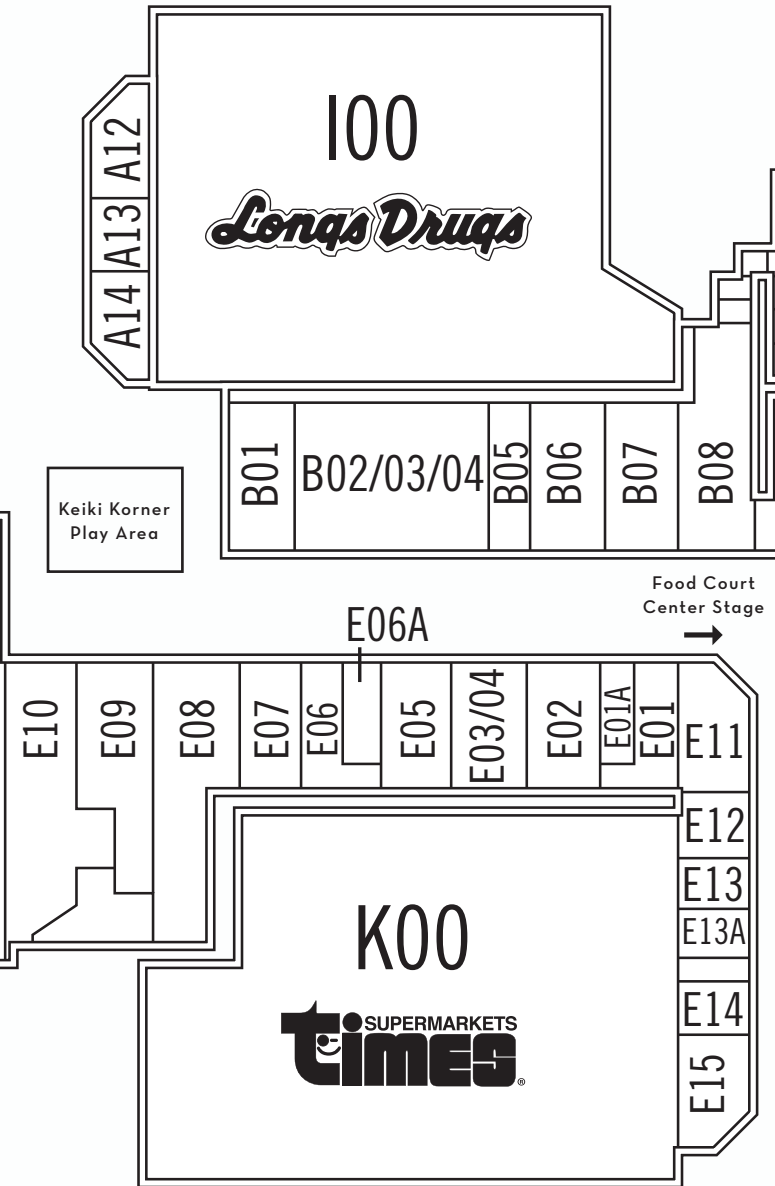 I00
Longs Drugs
A12
A13
A14
B01
B02/03/04
B05
B06
B07
B08
Keiki Korner
Play Area
Food Court
Center Stage
E06A
E10
E09
E08
E07
E06
E05
E03/04
E02
E01A
E01
E11
E12
E13
E13A
E14
E15
K00
SUPERMARKETS
TIMES®